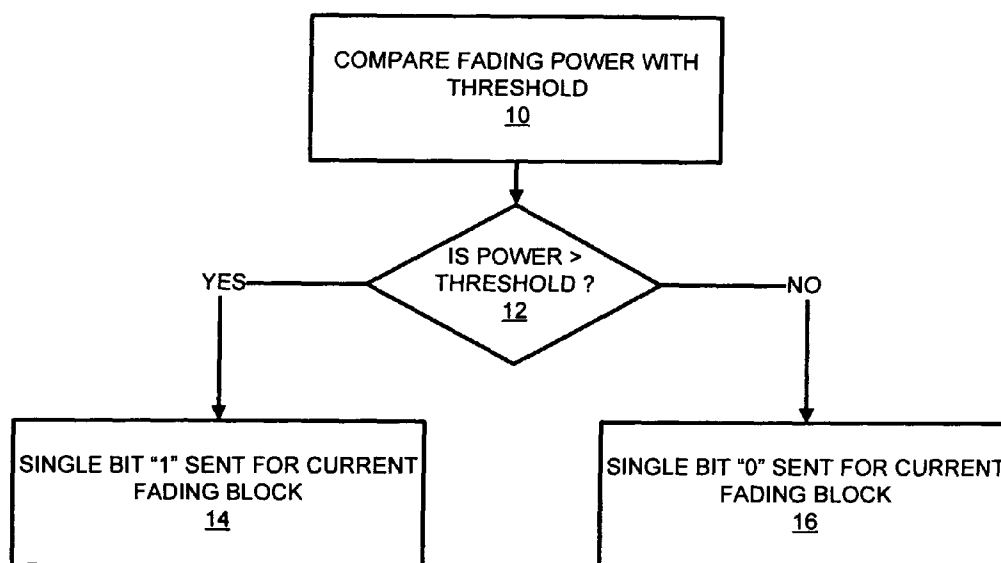 COMPARE FADING POWER WITH
THRESHOLD
10
IS POWER >
THRESHOLD ?
12
YES
NO
SINGLE BIT "1" SENT FOR CURRENT
FADING BLOCK
14
SINGLE BIT "0" SENT FOR CURRENT
FADING BLOCK
16